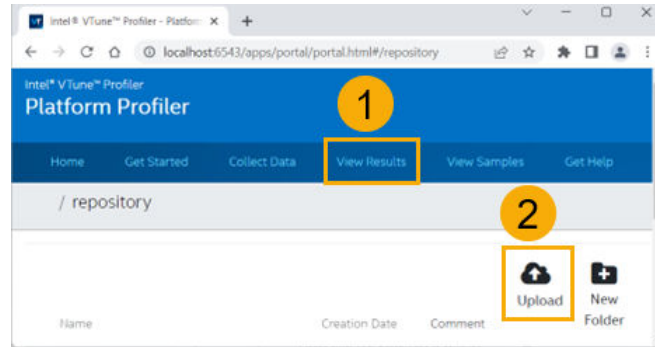 Intel® VTune™ Profiler - Platform
localhost:6543/apps/portal/portal.html#/repository
Intel® VTune™ Profiler
Platform Profiler
1
Home Get Started Collect Data View Results View Samples Get Help
/ repository
2
Upload New Folder
Name Creation Date Comment